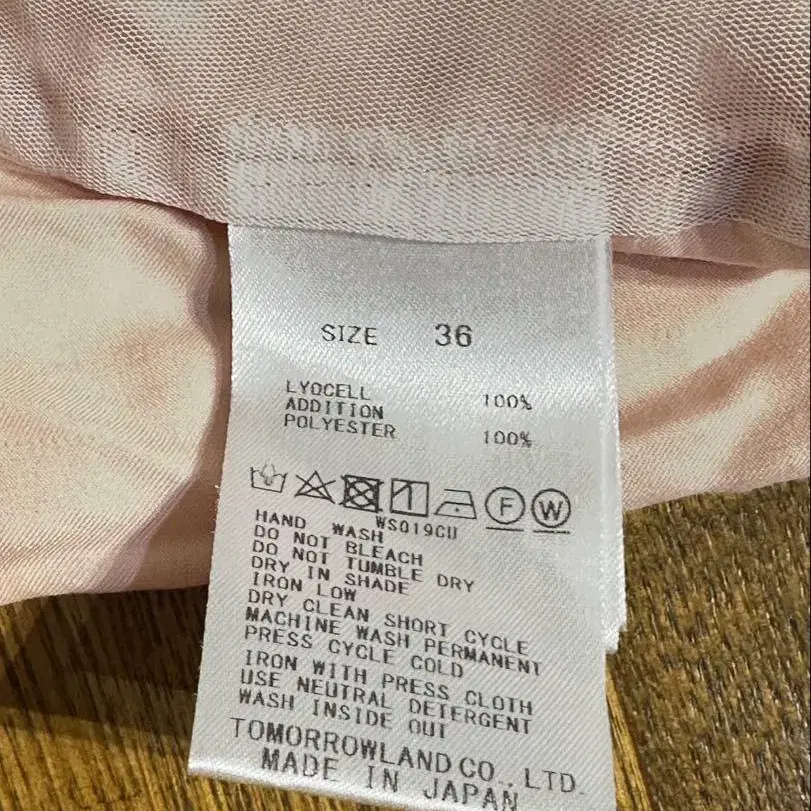 SIZE 36
LYOCELL 100%
ADDITION
POLYESTER 100%
F W
WS019CU
HAND WASH
DO NOT BLEACH
DO NOT TUMBLE DRY
DRY IN SHADE
IRON LOW
DRY CLEAN SHORT CYCLE
MACHINE WASH PERMANENT
PRESS CYCLE COLD
IRON WITH PRESS CLOTH
USE NEUTRAL DETERGENT
WASH INSIDE OUT
TOMORROWLAND CO., LTD.
MADE IN JAPAN